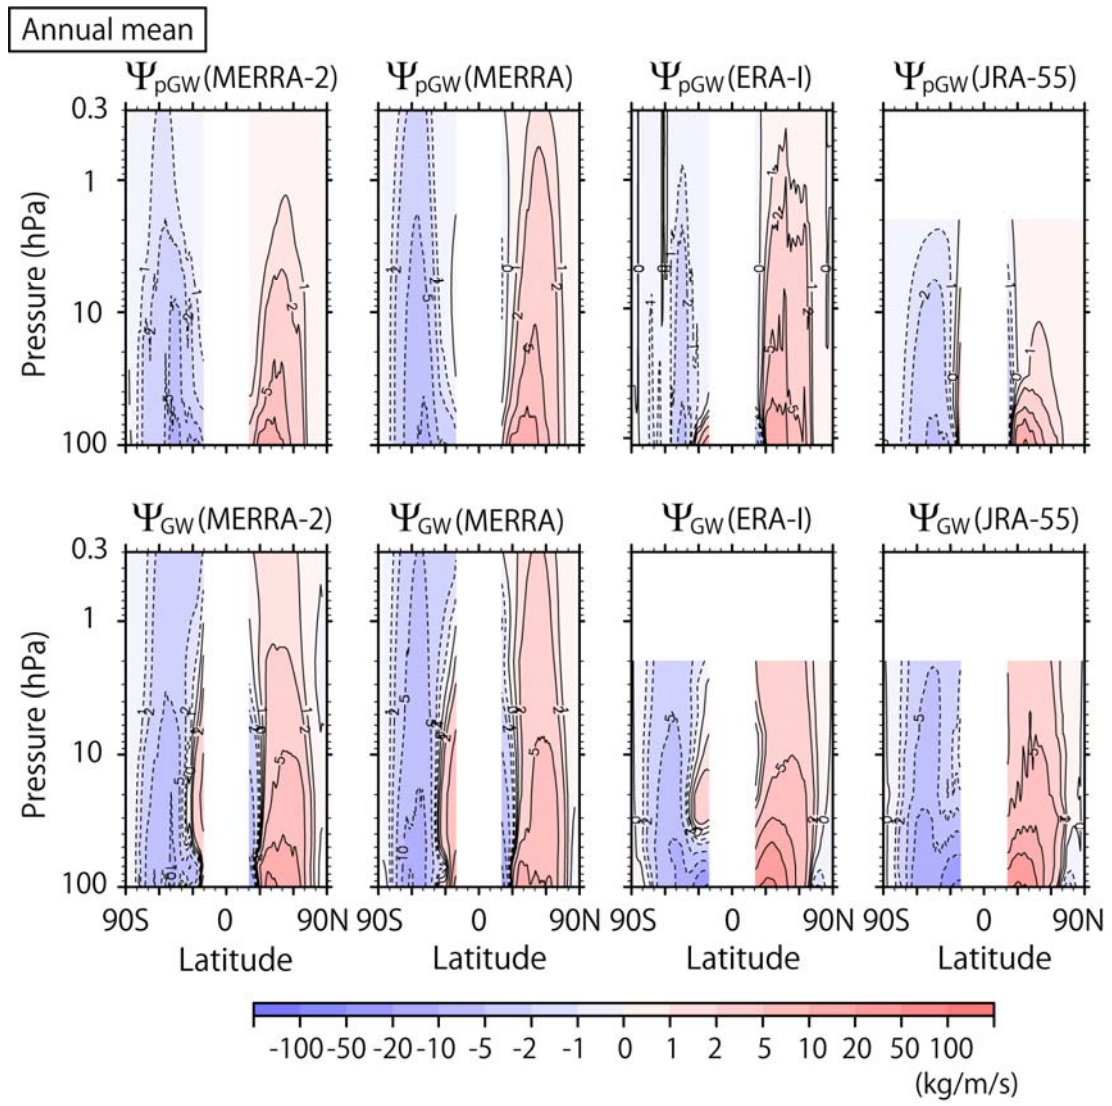 Annual mean
Ψ_pGW (MERRA-2) Ψ_pGW (MERRA) Ψ_pGW (ERA-I) Ψ_pGW (JRA-55)
0.3
1
10
100
Pressure (hPa)
Ψ_GW (MERRA-2) Ψ_GW (MERRA) Ψ_GW (ERA-I) Ψ_GW (JRA-55)
0.3
1
10
100
Pressure (hPa)
90S 0 90N 90S 0 90N 90S 0 90N 90S 0 90N
Latitude Latitude Latitude Latitude
-100 -50 -20 -10 -5 -2 -1 0 1 2 5 10 20 50 100
(kg/m/s)